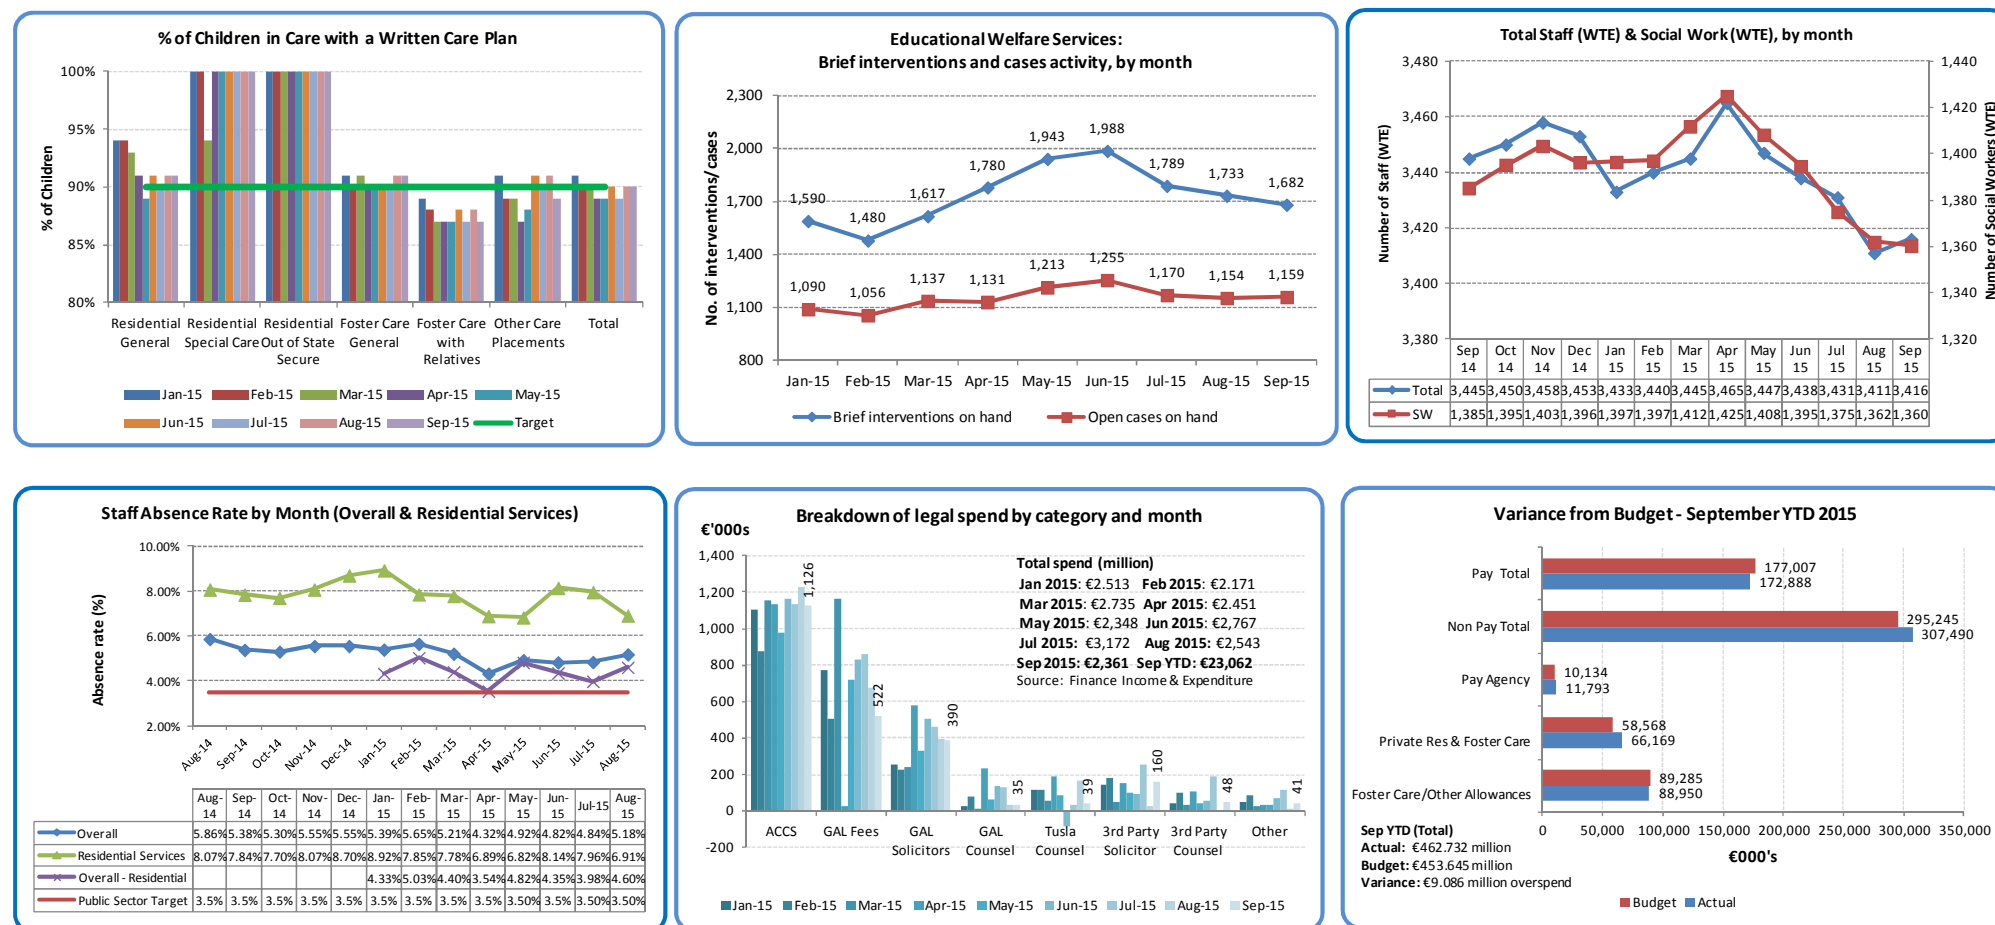 % of Children in Care with a Written Care Plan
% of Children
100%
95%
90%
85%
80%
Residential General
Residential Special Care
Residential Out of State Secure
Foster Care General
Foster Care with Relatives
Other Care Placements
Total
Jan-15 Feb-15 Mar-15 Apr-15 May-15
Jun-15 Jul-15 Aug-15 Sep-15 Target
Educational Welfare Services:
Brief interventions and cases activity, by month
No. of interventions/cases
2,300
2,000
1,700
1,400
1,100
800
1,590 1,480 1,617 1,780 1,943 1,988 1,789 1,733 1,682
1,090 1,056 1,137 1,131 1,213 1,255 1,170 1,154 1,159
Jan-15 Feb-15 Mar-15 Apr-15 May-15 Jun-15 Jul-15 Aug-15 Sep-15
Brief interventions on hand Open cases on hand
Total Staff (WTE) & Social Work (WTE), by month
Number of Staff (WTE)
3,480
3,460
3,440
3,420
3,400
3,380
1,440
1,420
1,400
1,380
1,360
1,340
1,320
Number of Social Workers (WTE)
Sep 14 Oct 14 Nov 14 Dec 14 Jan 15 Feb 15 Mar 15 Apr 15 May 15 Jun 15 Jul 15 Aug 15 Sep 15
Total 3,445 3,450 3,458 3,453 3,433 3,440 3,445 3,465 3,447 3,438 3,431 3,411 3,416
SW 1,385 1,395 1,403 1,396 1,397 1,397 1,412 1,425 1,408 1,395 1,375 1,362 1,360
Staff Absence Rate by Month (Overall & Residential Services)
Absence rate (%)
10.00%
8.00%
6.00%
4.00%
2.00%
Aug-14 Sep-14 Oct-14 Nov-14 Dec-14 Jan-15 Feb-15 Mar-15 Apr-15 May-15 Jun-15 Jul-15 Aug-15
Aug-14 Sep-14 Oct-14 Nov-14 Dec-14 Jan-15 Feb-15 Mar-15 Apr-15 May-15 Jun-15 Jul-15 Aug-15
Overall 5.86% 5.38% 5.30% 5.55% 5.55% 5.39% 5.65% 5.21% 4.32% 4.92% 4.82% 4.84% 5.18%
Residential Services 8.07% 7.84% 7.70% 8.07% 8.70% 8.92% 7.85% 7.78% 6.89% 6.82% 8.14% 7.96% 6.91%
Overall - Residential 4.33% 5.03% 4.40% 3.54% 4.82% 4.35% 3.98% 4.60%
Public Sector Target 3.5% 3.5% 3.5% 3.5% 3.5% 3.5% 3.5% 3.5% 3.5% 3.50% 3.5% 3.50% 3.50%
Breakdown of legal spend by category and month
€'000s
1,400
1,200
1,000
800
600
400
200
0
-200
1,126
522
390
35
39
160
48
41
Total spend (million)
Jan 2015: €2.513 Feb 2015: €2.171
Mar 2015: €2.735 Apr 2015: €2.451
May 2015: €2,348 Jun 2015: €2,767
Jul 2015: €3,172 Aug 2015: €2,543
Sep 2015: €2,361 Sep YTD: €23,062
Source: Finance Income & Expenditure
ACCS
GAL Fees
GAL Solicitors
GAL Counsel
Tusla Counsel
3rd Party Solicitor
3rd Party Counsel
Other
Jan-15 Feb-15 Mar-15 Apr-15 May-15 Jun-15 Jul-15 Aug-15 Sep-15
Variance from Budget - September YTD 2015
Pay Total
177,007
172,888
Non Pay Total
295,245
307,490
Pay Agency
10,134
11,793
Private Res & Foster Care
58,568
66,169
Foster Care/Other Allowances
89,285
88,950
0 50,000 100,000 150,000 200,000 250,000 300,000 350,000
€000's
Sep YTD (Total)
Actual: €462.732 million
Budget: €453.645 million
Variance: €9.086 million overspend
Budget Actual